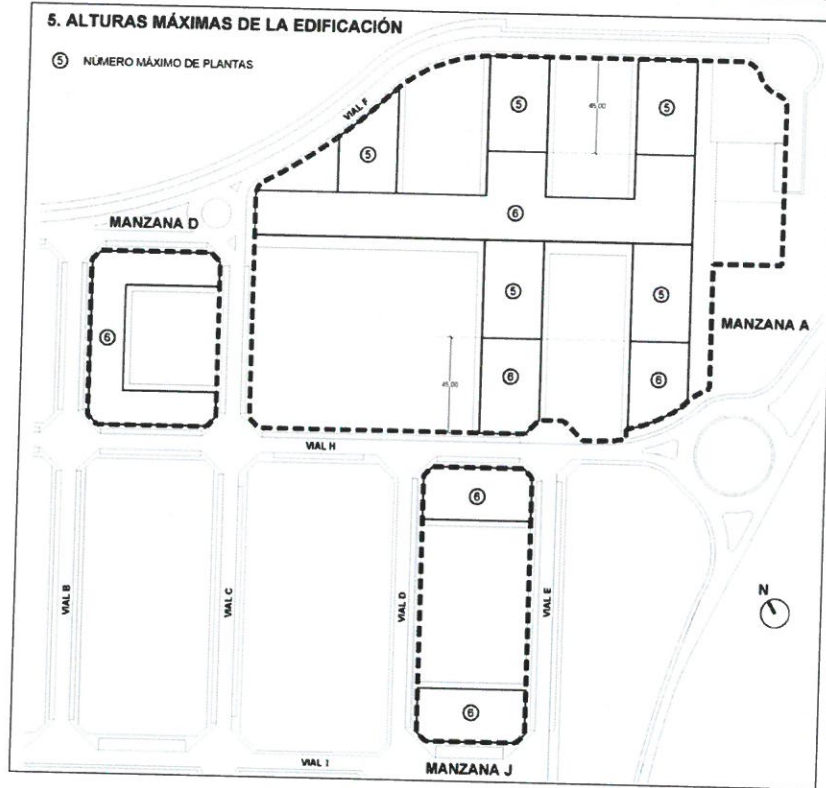 5. ALTURAS MÁXIMAS DE LA EDIFICACIÓN
5 NÚMERO MÁXIMO DE PLANTAS
VIAL F
5
5
45,00
5
5
MANZANA D
6
6
5
5
MANZANA A
6
6
45,00
VIAL H
6
VIAL B
VIAL C
VIAL D
VIAL E
N
6
VIAL I
MANZANA J